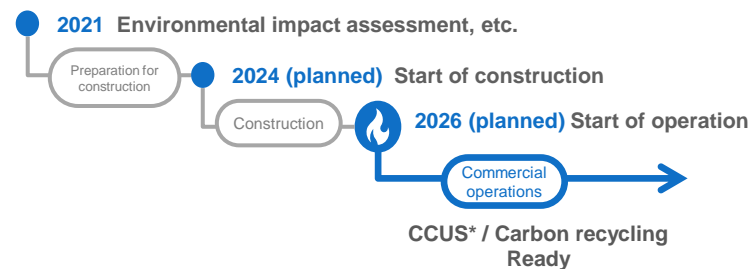 2021 Environmental impact assessment, etc.
Preparation for
construction
2024 (planned) Start of construction
Construction
2026 (planned) Start of operation
Commercial
operations
CCUS* / Carbon recycling
Ready